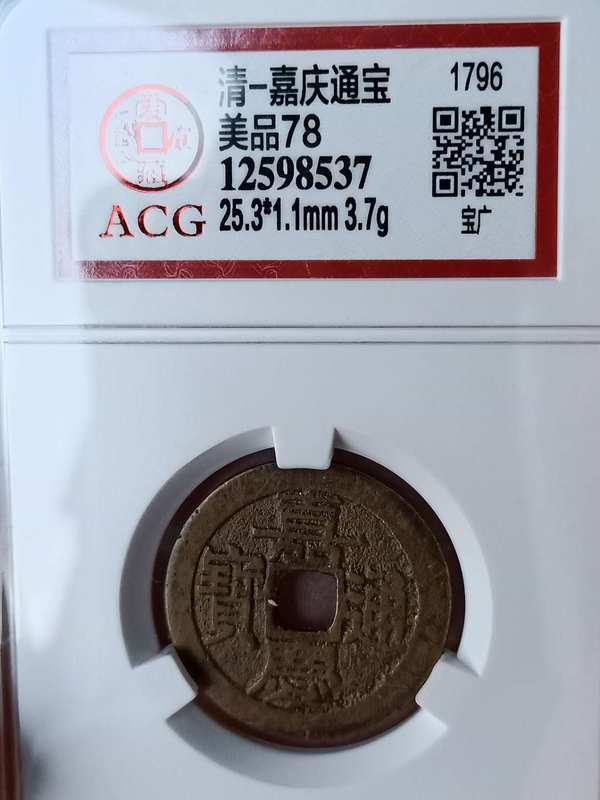 清-嘉庆通宝
1796
美品78
12598537
ACG
25.3*1.1mm 3.7g
宝广
嘉
慶
通
寶